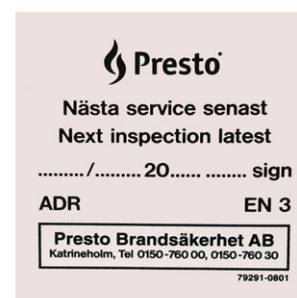 Presto
Nästa service senast
Next inspection latest
........./......... 20...... ........ sign
ADR EN 3
Presto Brandsäkerhet AB
Katrineholm, Tel 0150-760 00, 0150-760 30
79291-0801